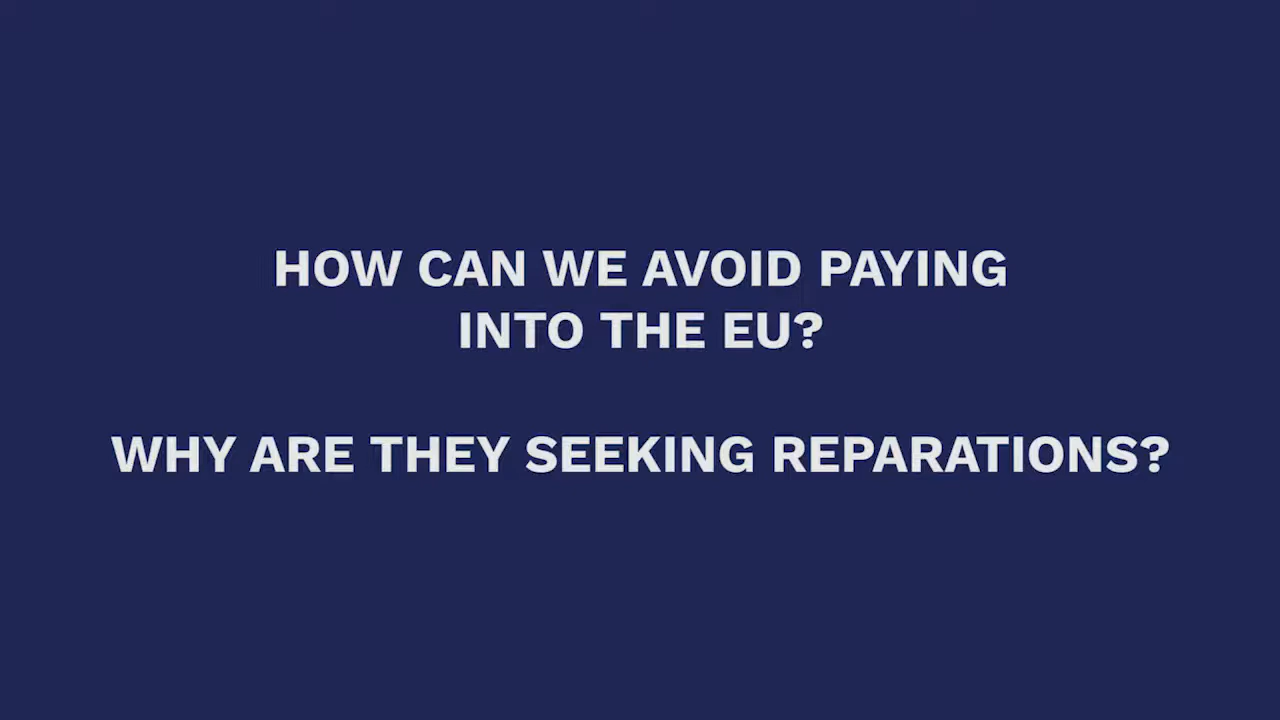 HOW CAN WE AVOID PAYING
INTO THE EU?
WHY ARE THEY SEEKING REPARATIONS?